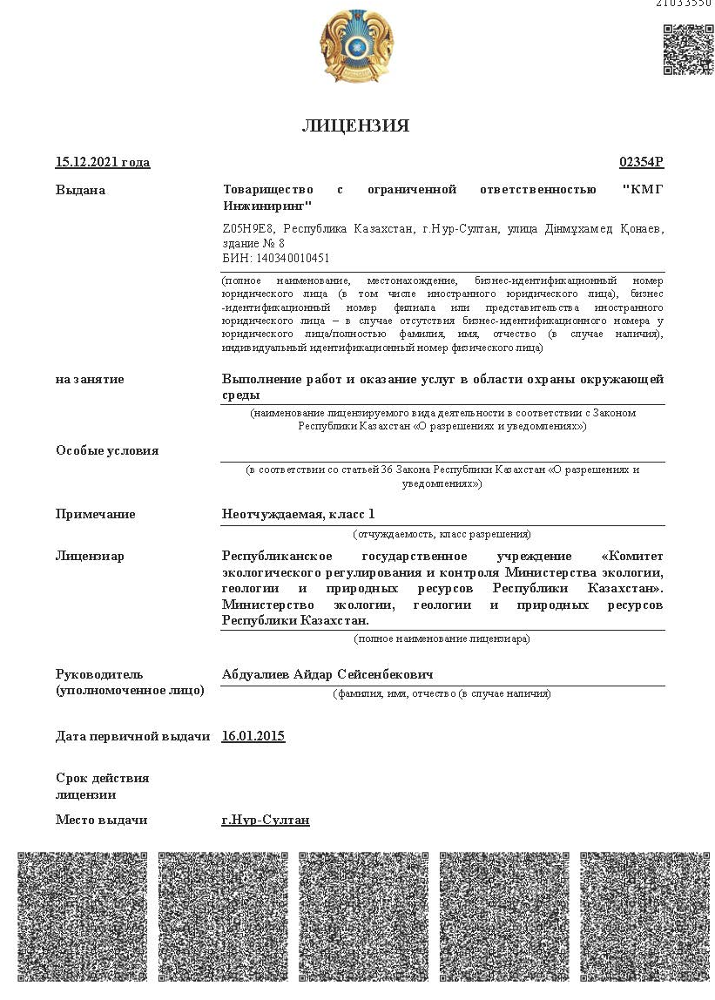 21033550
ЛИЦЕНЗИЯ
15.12.2021 года 02354Р
Выдана Товарищество с ограниченной ответственностью "КМГ
Инжиниринг"
Z05H9E8, Республика Казахстан, г.Нур-Султан, улица Дінмұхамед Қонаев,
здание № 8
БИН: 140340010451
(полное наименование, местонахождение, бизнес-идентификационный номер
юридического лица (в том числе иностранного юридического лица), бизнес
-идентификационный номер филиала или представительства иностранного
юридического лица – в случае отсутствия бизнес-идентификационного номера у
юридического лица/полностью фамилия, имя, отчество (в случае наличия),
индивидуальный идентификационный номер физического лица)
на занятие Выполнение работ и оказание услуг в области охраны окружающей
среды
(наименование лицензируемого вида деятельности в соответствии с Законом
Республики Казахстан «О разрешениях и уведомлениях»)
Особые условия
(в соответствии со статьей 36 Закона Республики Казахстан «О разрешениях и
уведомлениях»)
Примечание Неотчуждаемая, класс 1
(отчуждаемость, класс разрешения)
Лицензиар Республиканское государственное учреждение «Комитет
экологического регулирования и контроля Министерства экологии,
геологии и природных ресурсов Республики Казахстан».
Министерство экологии, геологии и природных ресурсов
Республики Казахстан.
(полное наименование лицензиара)
Руководитель Абдуалиев Айдар Сейсенбекович
(уполномоченное лицо) (фамилия, имя, отчество (в случае наличия)
Дата первичной выдачи 16.01.2015
Срок действия
лицензии
Место выдачи г.Нур-Султан